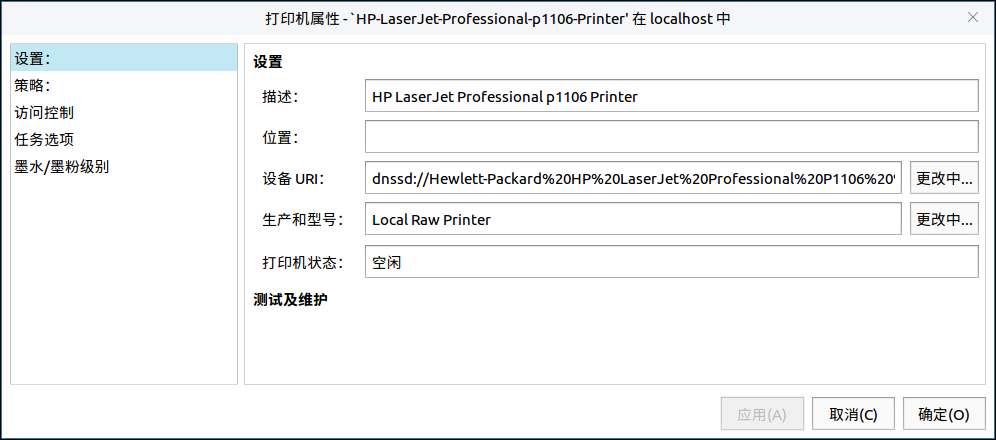 打印机属性 -`HP-LaserJet-Professional-p1106-Printer' 在 localhost 中
设置：
策略：
访问控制
任务选项
墨水/墨粉级别
设置
描述： HP LaserJet Professional p1106 Printer
位置：
设备 URI： dnssd://Hewlett-Packard%20HP%20LaserJet%20Professional%20P1106%20 更改中...
生产和型号： Local Raw Printer 更改中...
打印机状态： 空闲
测试及维护
应用(A) 取消(C) 确定(O)